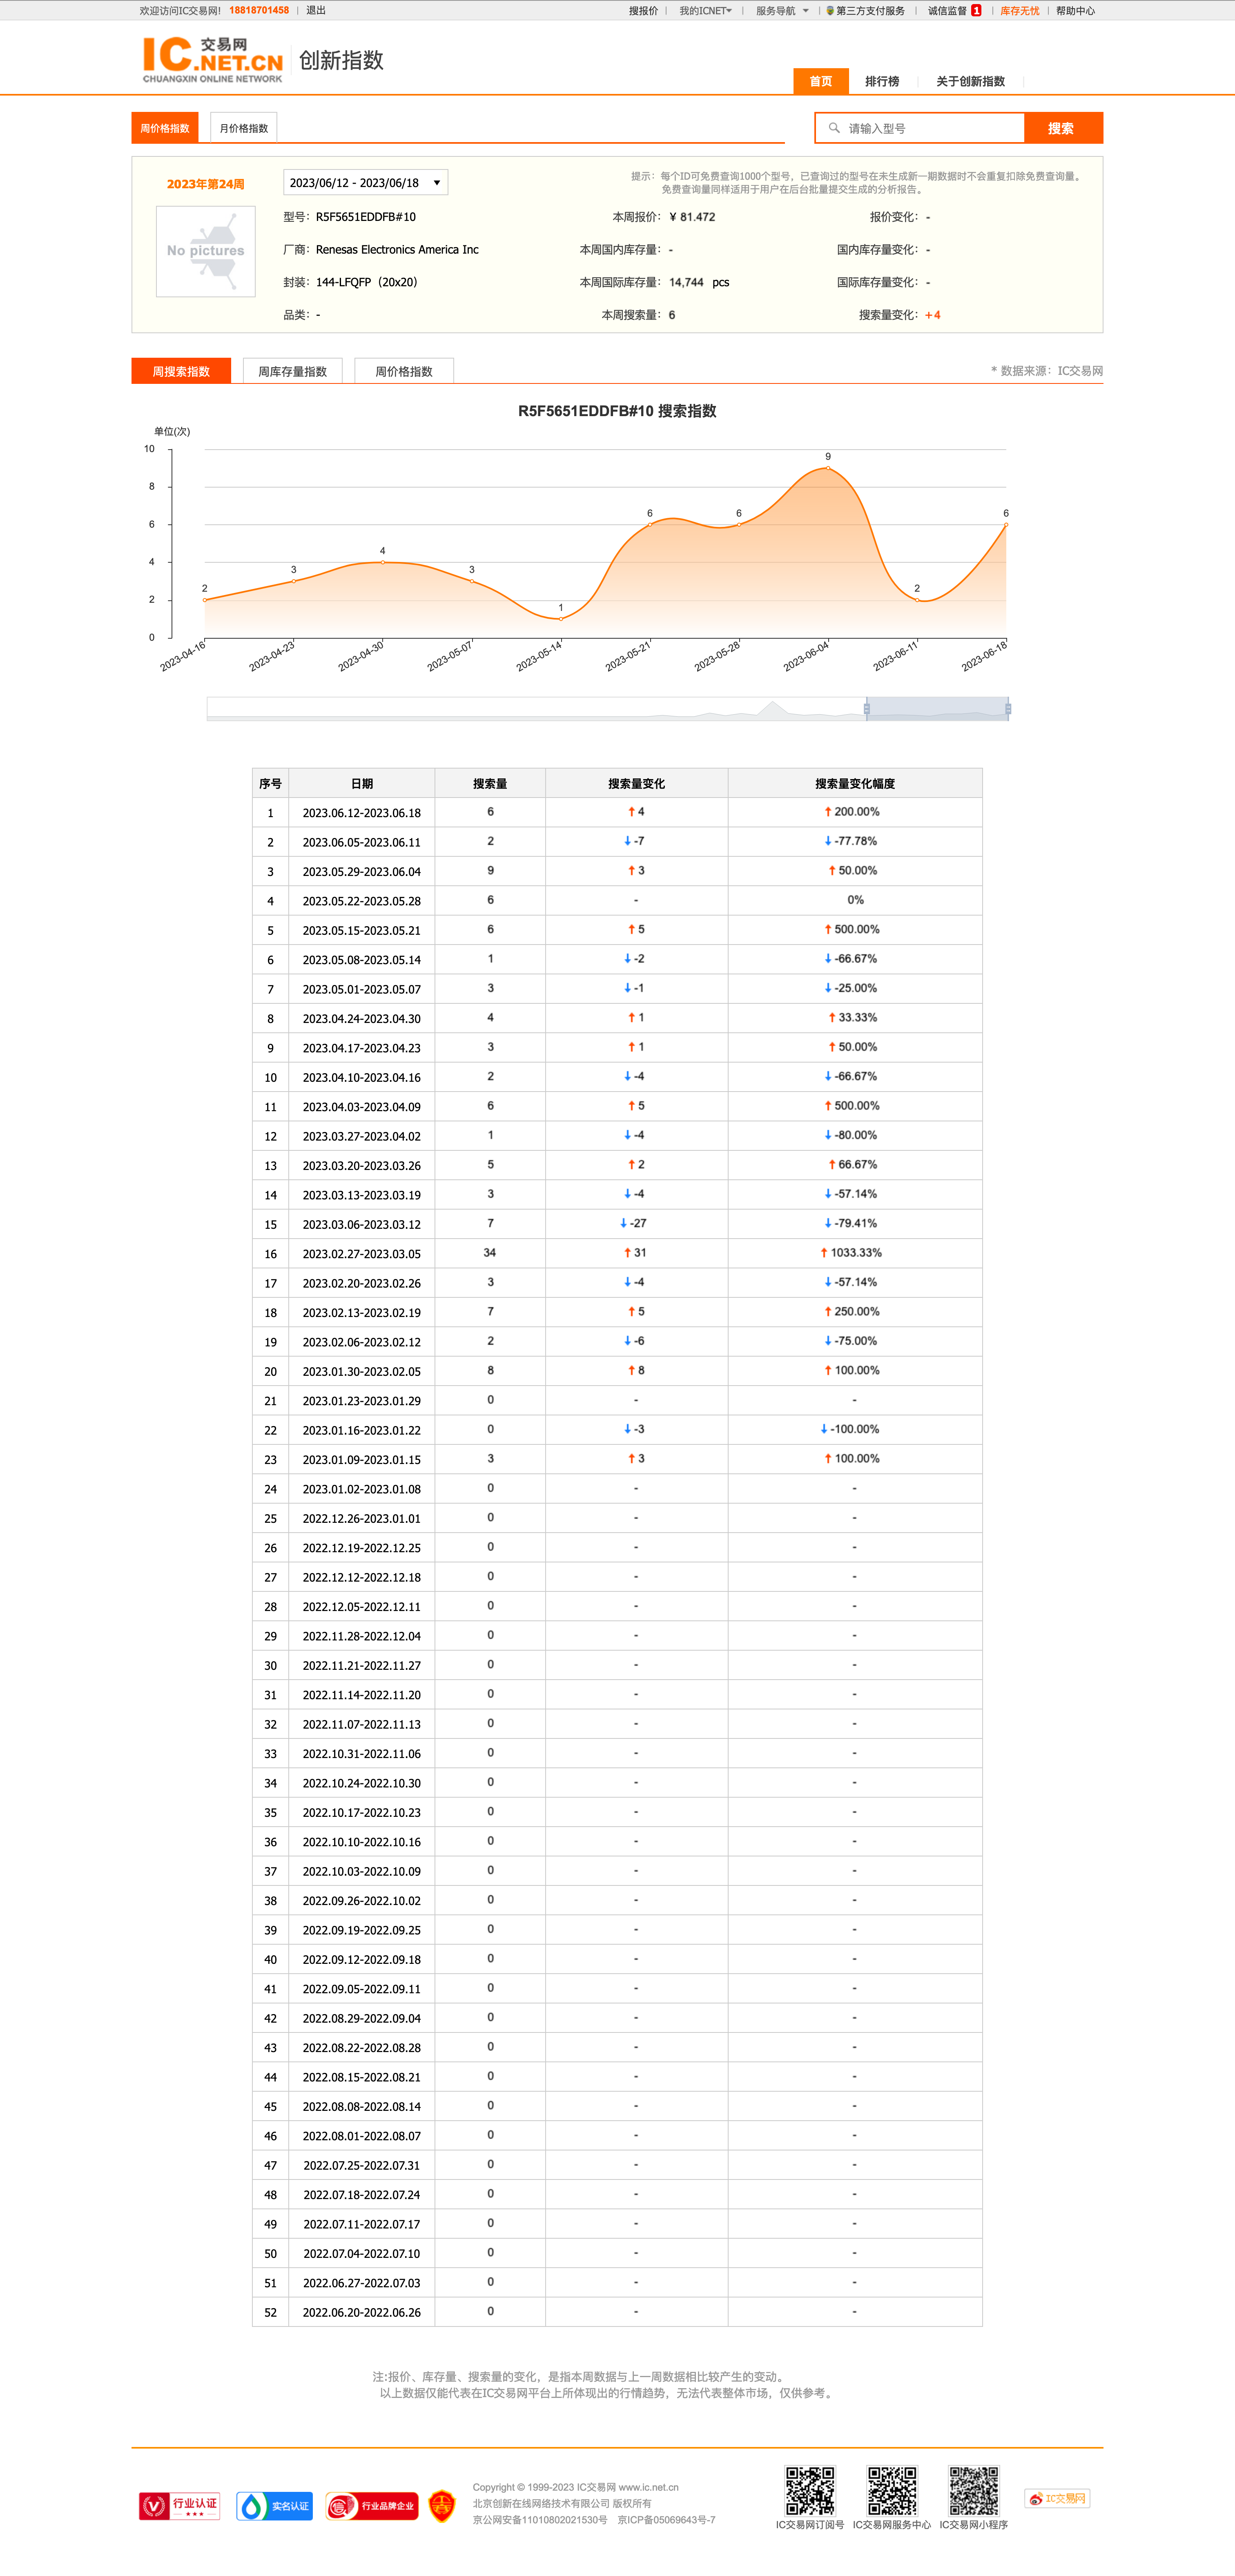 欢迎访问IC交易网! 18818701458 | 退出 搜报价 | 我的ICNET | 服务导航 | 第三方支付服务 | 诚信监督 1 | 库存无忧 | 帮助中心
IC 交易网 .NET.CN
CHUANGXIN ONLINE NETWORK
创新指数
首页 排行榜 关于创新指数
周价格指数 月价格指数 请输入型号 搜索
2023年第24周 2023/06/12 - 2023/06/18
提示：每个ID可免费查询1000个型号，已查询过的型号在未生成新一期数据时不会重复扣除免费查询量。
免费查询量同样适用于用户在后台批量提交生成的分析报告。
No pictures
型号：R5F5651EDDFB#10 本周报价：¥ 81.472 报价变化：-
厂商：Renesas Electronics America Inc 本周国内库存量：- 国内库存量变化：-
封装：144-LFQFP（20x20） 本周国际库存量：14,744 pcs 国际库存量变化：-
品类：- 本周搜索量：6 搜索量变化：+4
周搜索指数 周库存量指数 周价格指数 * 数据来源：IC交易网
R5F5651EDDFB#10 搜索指数
单位(次)
10
8
6
4
2
0
2 3 4 3 1 6 6 9 2 6
2023-04-16 2023-04-23 2023-04-30 2023-05-07 2023-05-14 2023-05-21 2023-05-28 2023-06-04 2023-06-11 2023-06-18
序号 日期 搜索量 搜索量变化 搜索量变化幅度
1 2023.06.12-2023.06.18 6 ↑ 4 ↑ 200.00%
2 2023.06.05-2023.06.11 2 ↓ -7 ↓ -77.78%
3 2023.05.29-2023.06.04 9 ↑ 3 ↑ 50.00%
4 2023.05.22-2023.05.28 6 - 0%
5 2023.05.15-2023.05.21 6 ↑ 5 ↑ 500.00%
6 2023.05.08-2023.05.14 1 ↓ -2 ↓ -66.67%
7 2023.05.01-2023.05.07 3 ↓ -1 ↓ -25.00%
8 2023.04.24-2023.04.30 4 ↑ 1 ↑ 33.33%
9 2023.04.17-2023.04.23 3 ↑ 1 ↑ 50.00%
10 2023.04.10-2023.04.16 2 ↓ -4 ↓ -66.67%
11 2023.04.03-2023.04.09 6 ↑ 5 ↑ 500.00%
12 2023.03.27-2023.04.02 1 ↓ -4 ↓ -80.00%
13 2023.03.20-2023.03.26 5 ↑ 2 ↑ 66.67%
14 2023.03.13-2023.03.19 3 ↓ -4 ↓ -57.14%
15 2023.03.06-2023.03.12 7 ↓ -27 ↓ -79.41%
16 2023.02.27-2023.03.05 34 ↑ 31 ↑ 1033.33%
17 2023.02.20-2023.02.26 3 ↓ -4 ↓ -57.14%
18 2023.02.13-2023.02.19 7 ↑ 5 ↑ 250.00%
19 2023.02.06-2023.02.12 2 ↓ -6 ↓ -75.00%
20 2023.01.30-2023.02.05 8 ↑ 8 ↑ 100.00%
21 2023.01.23-2023.01.29 0 - -
22 2023.01.16-2023.01.22 0 ↓ -3 ↓ -100.00%
23 2023.01.09-2023.01.15 3 ↑ 3 ↑ 100.00%
24 2023.01.02-2023.01.08 0 - -
25 2022.12.26-2023.01.01 0 - -
26 2022.12.19-2022.12.25 0 - -
27 2022.12.12-2022.12.18 0 - -
28 2022.12.05-2022.12.11 0 - -
29 2022.11.28-2022.12.04 0 - -
30 2022.11.21-2022.11.27 0 - -
31 2022.11.14-2022.11.20 0 - -
32 2022.11.07-2022.11.13 0 - -
33 2022.10.31-2022.11.06 0 - -
34 2022.10.24-2022.10.30 0 - -
35 2022.10.17-2022.10.23 0 - -
36 2022.10.10-2022.10.16 0 - -
37 2022.10.03-2022.10.09 0 - -
38 2022.09.26-2022.10.02 0 - -
39 2022.09.19-2022.09.25 0 - -
40 2022.09.12-2022.09.18 0 - -
41 2022.09.05-2022.09.11 0 - -
42 2022.08.29-2022.09.04 0 - -
43 2022.08.22-2022.08.28 0 - -
44 2022.08.15-2022.08.21 0 - -
45 2022.08.08-2022.08.14 0 - -
46 2022.08.01-2022.08.07 0 - -
47 2022.07.25-2022.07.31 0 - -
48 2022.07.18-2022.07.24 0 - -
49 2022.07.11-2022.07.17 0 - -
50 2022.07.04-2022.07.10 0 - -
51 2022.06.27-2022.07.03 0 - -
52 2022.06.20-2022.06.26 0 - -
注:报价、库存量、搜索量的变化，是指本周数据与上一周数据相比较产生的变动。
以上数据仅能代表在IC交易网平台上所体现出的行情趋势，无法代表整体市场，仅供参考。
行业认证 实名认证 行业品牌企业
Copyright © 1999-2023 IC交易网 www.ic.net.cn
北京创新在线网络技术有限公司 版权所有
京公网安备11010802021530号 京ICP备05069643号-7
IC交易网订阅号 IC交易网服务中心 IC交易网小程序
IC交易网